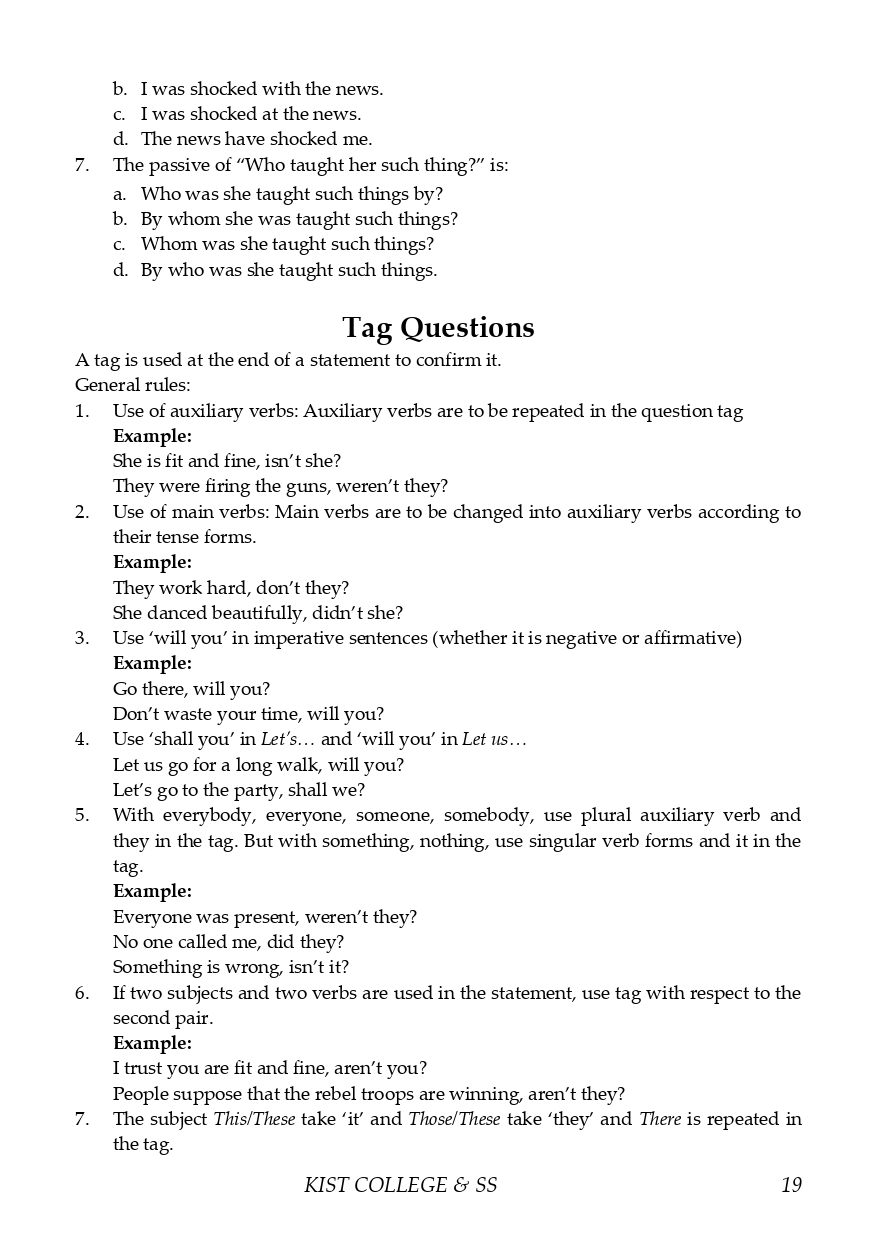 b. I was shocked with the news.
c. I was shocked at the news.
d. The news have shocked me.
7. The passive of “Who taught her such thing?” is:
a. Who was she taught such things by?
b. By whom she was taught such things?
c. Whom was she taught such things?
d. By who was she taught such things.
Tag Questions
A tag is used at the end of a statement to confirm it.
General rules:
1. Use of auxiliary verbs: Auxiliary verbs are to be repeated in the question tag
Example:
She is fit and fine, isn’t she?
They were firing the guns, weren’t they?
2. Use of main verbs: Main verbs are to be changed into auxiliary verbs according to
their tense forms.
Example:
They work hard, don’t they?
She danced beautifully, didn’t she?
3. Use ‘will you’ in imperative sentences (whether it is negative or affirmative)
Example:
Go there, will you?
Don’t waste your time, will you?
4. Use ‘shall you’ in Let’s… and ‘will you’ in Let us…
Let us go for a long walk, will you?
Let’s go to the party, shall we?
5. With everybody, everyone, someone, somebody, use plural auxiliary verb and
they in the tag. But with something, nothing, use singular verb forms and it in the
tag.
Example:
Everyone was present, weren’t they?
No one called me, did they?
Something is wrong, isn’t it?
6. If two subjects and two verbs are used in the statement, use tag with respect to the
second pair.
Example:
I trust you are fit and fine, aren’t you?
People suppose that the rebel troops are winning, aren’t they?
7. The subject This/These take ‘it’ and Those/These take ‘they’ and There is repeated in
the tag.
KIST COLLEGE & SS 19